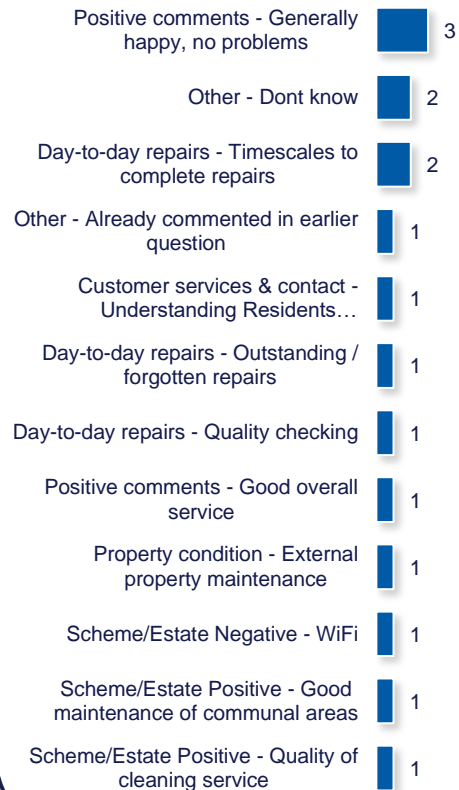 Positive comments - Generally
happy, no problems
3
Other - Dont know
2
Day-to-day repairs - Timescales to
complete repairs
2
Other - Already commented in earlier
question
1
Customer services & contact -
Understanding Residents…
1
Day-to-day repairs - Outstanding /
forgotten repairs
1
Day-to-day repairs - Quality checking
1
Positive comments - Good overall
service
1
Property condition - External
property maintenance
1
Scheme/Estate Negative - WiFi
1
Scheme/Estate Positive - Good
maintenance of communal areas
1
Scheme/Estate Positive - Quality of
cleaning service
1